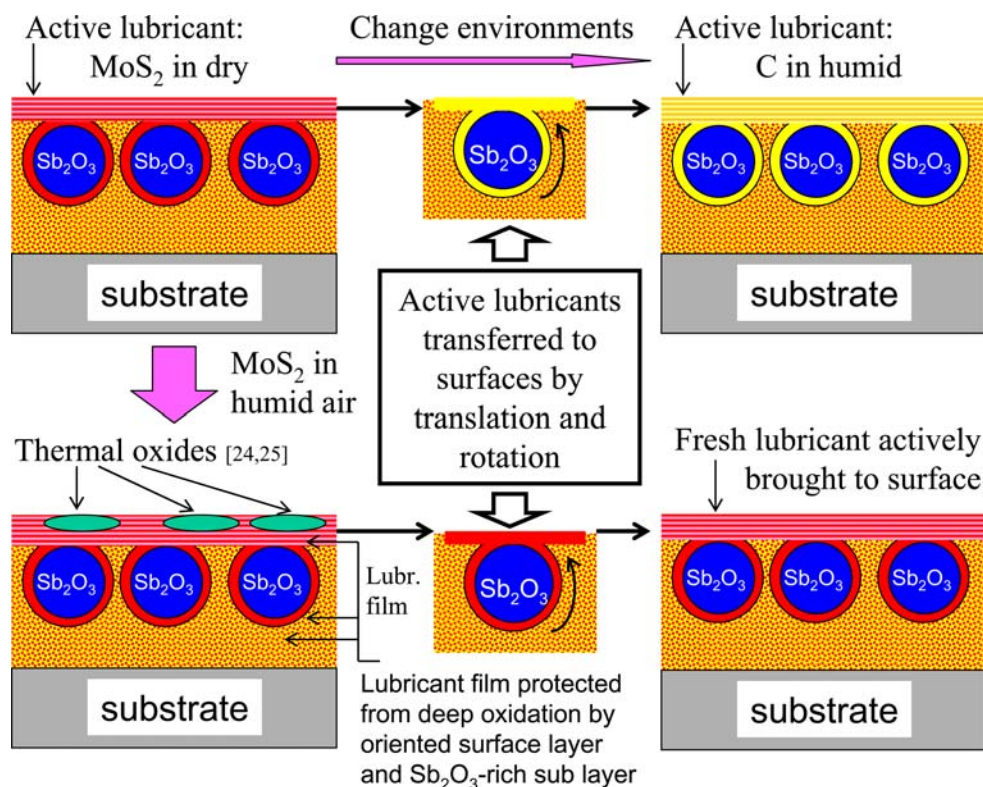 Active lubricant:
MoS₂ in dry
Change environments
Active lubricant:
C in humid
Sb₂O₃
Sb₂O₃
Sb₂O₃
Sb₂O₃
Sb₂O₃
Sb₂O₃
Sb₂O₃
substrate
substrate
Active lubricants
transferred to
surfaces by
translation and
rotation
MoS₂ in
humid air
Thermal oxides [24,25]
Fresh lubricant actively
brought to surface
Sb₂O₃
Sb₂O₃
Sb₂O₃
Lubr.
film
Sb₂O₃
Sb₂O₃
Sb₂O₃
Sb₂O₃
substrate
Lubricant film protected
from deep oxidation by
oriented surface layer
and Sb₂O₃-rich sub layer
substrate